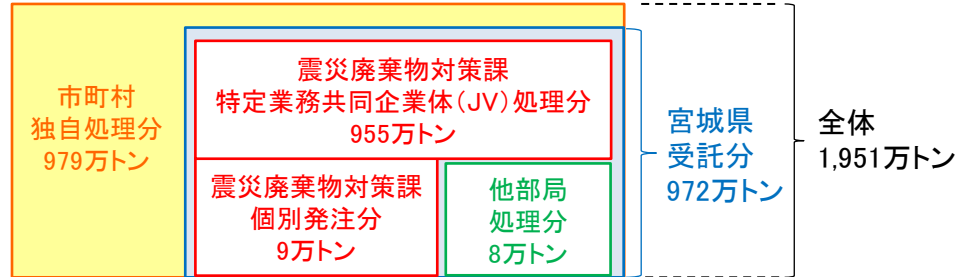 市町村
独自処理分
979万トン
震災廃棄物対策課
特定業務共同企業体(JV)処理分
955万トン
震災廃棄物対策課
個別発注分
9万トン
他部局
処理分
8万トン
宮城県
受託分
972万トン
全体
1,951万トン